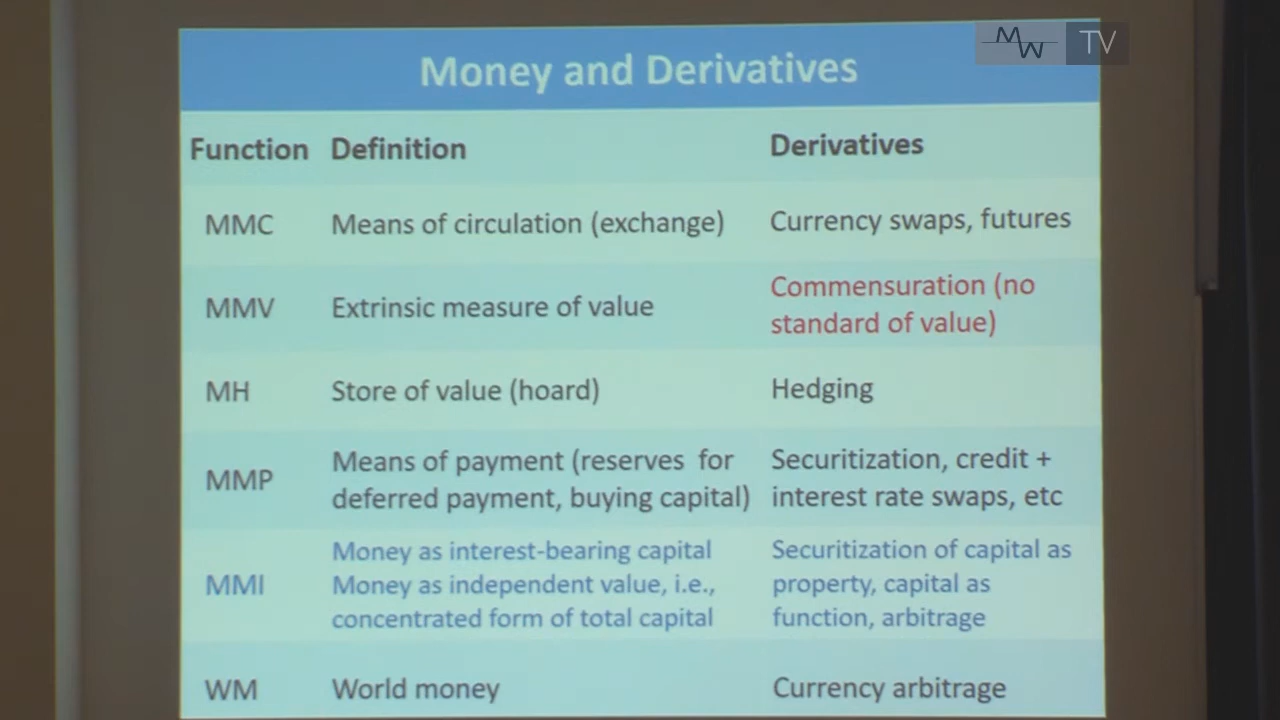 MW TV
Money and Derivatives
Function Definition Derivatives
MMC Means of circulation (exchange) Currency swaps, futures
MMV Extrinsic measure of value Commensuration (no
standard of value)
MH Store of value (hoard) Hedging
MMP Means of payment (reserves for
deferred payment, buying capital) Securitization, credit +
interest rate swaps, etc
MMI Money as interest-bearing capital
Money as independent value, i.e.,
concentrated form of total capital Securitization of capital as
property, capital as
function, arbitrage
WM World money Currency arbitrage